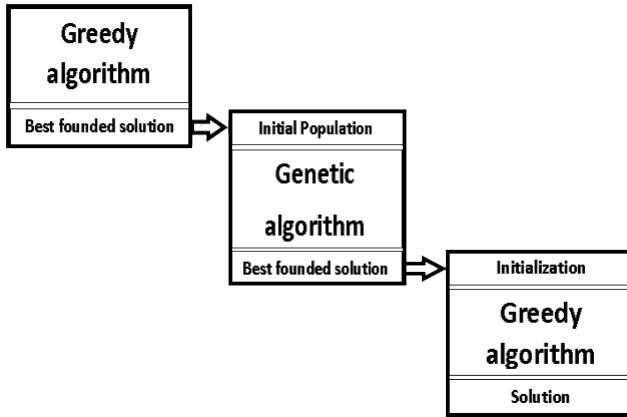 Greedy
algorithm
Best founded solution
Initial Population
Genetic
algorithm
Best founded solution
Initialization
Greedy
algorithm
Solution